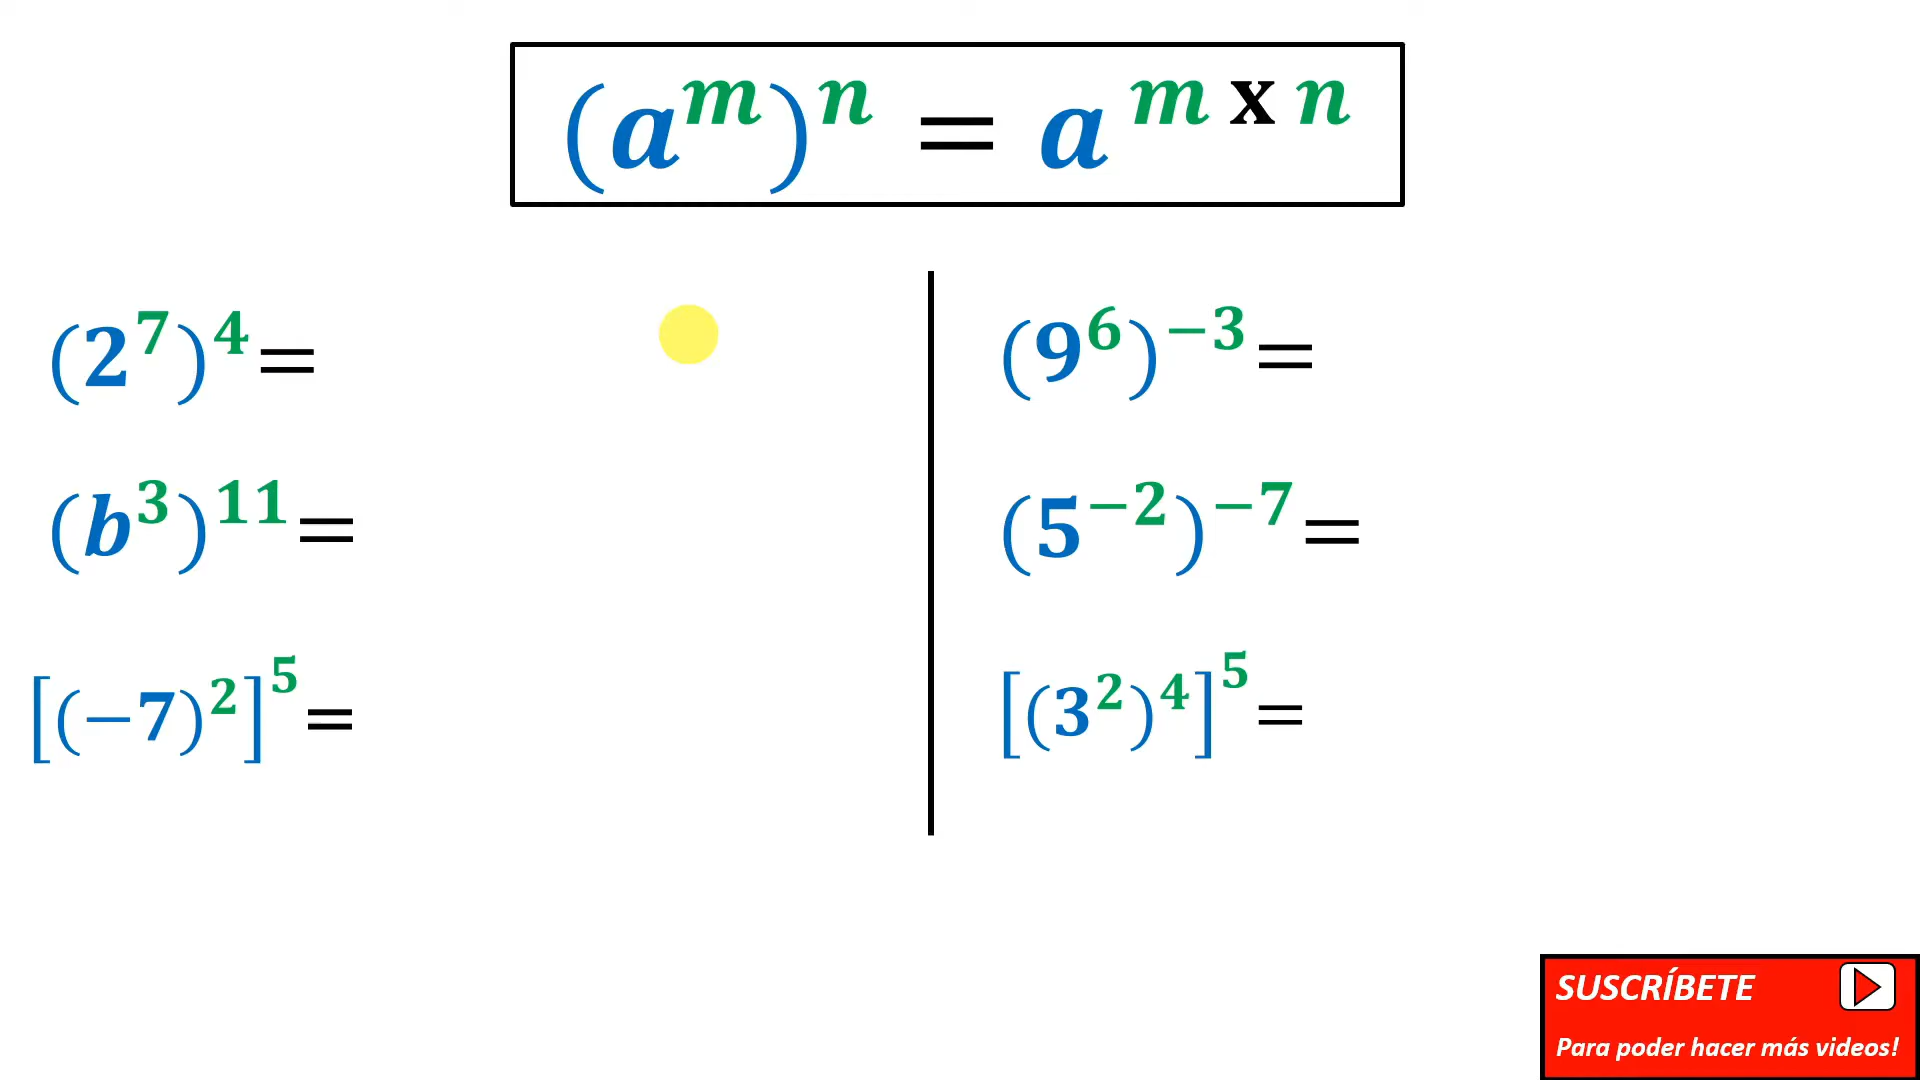 (a^m)^n = a^{m x n}
(2^7)^4=
(b^3)^{11}=
[(−7)^2]^5=
(9^6)^{−3}=
(5^{−2})^{−7}=
[(3^2)^4]^5=
SUSCRÍBETE
Para poder hacer más videos!